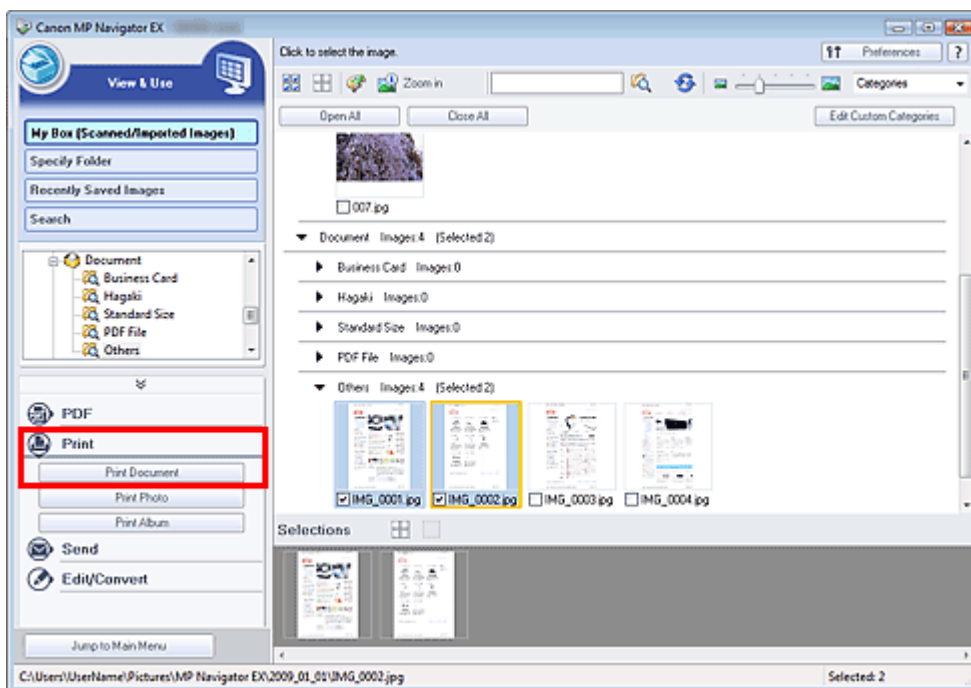 Canon MP Navigator EX
View & Use
My Box (Scanned/Imported Images)
Specify Folder
Recently Saved Images
Search
Document
Business Card
Hagaki
Standard Size
PDF File
Others
PDF
Print
Print Document
Print Photo
Print Album
Send
Edit/Convert
Jump to Main Menu
Click to select the image.
Preferences
?
Zoom in
Categories
Open All
Close All
Edit Custom Categories
007.jpg
Document Images:4 (Selected:2)
Business Card Images:0
Hagaki Images:0
Standard Size Images:0
PDF File Images:0
Others Images:4 (Selected:2)
IMG_0001.jpg
IMG_0002.jpg
IMG_0003.jpg
IMG_0004.jpg
Selections
C:\Users\UserName\Pictures\MP Navigator EX\2009_01_01\IMG_0002.jpg
Selected: 2